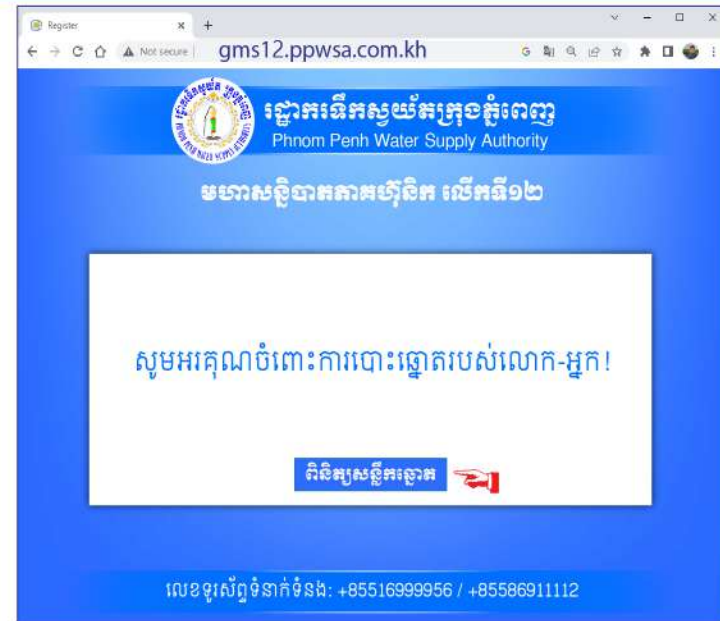 Register
Not secure
gms12.ppwsa.com.kh
រដ្ឋាករទឹកស្វយ័តក្រុងភ្នំពេញ
Phnom Penh Water Supply Authority
មហាសន្និបាតភាគហ៊ុនិក លើកទី១២
សូមអរគុណចំពោះការបោះឆ្នោតរបស់លោក-អ្នក!
ពិនិត្យសន្លឹកឆ្នោត
លេខទូរស័ព្ទទំនាក់ទំនង: +85516999956 / +85586911112